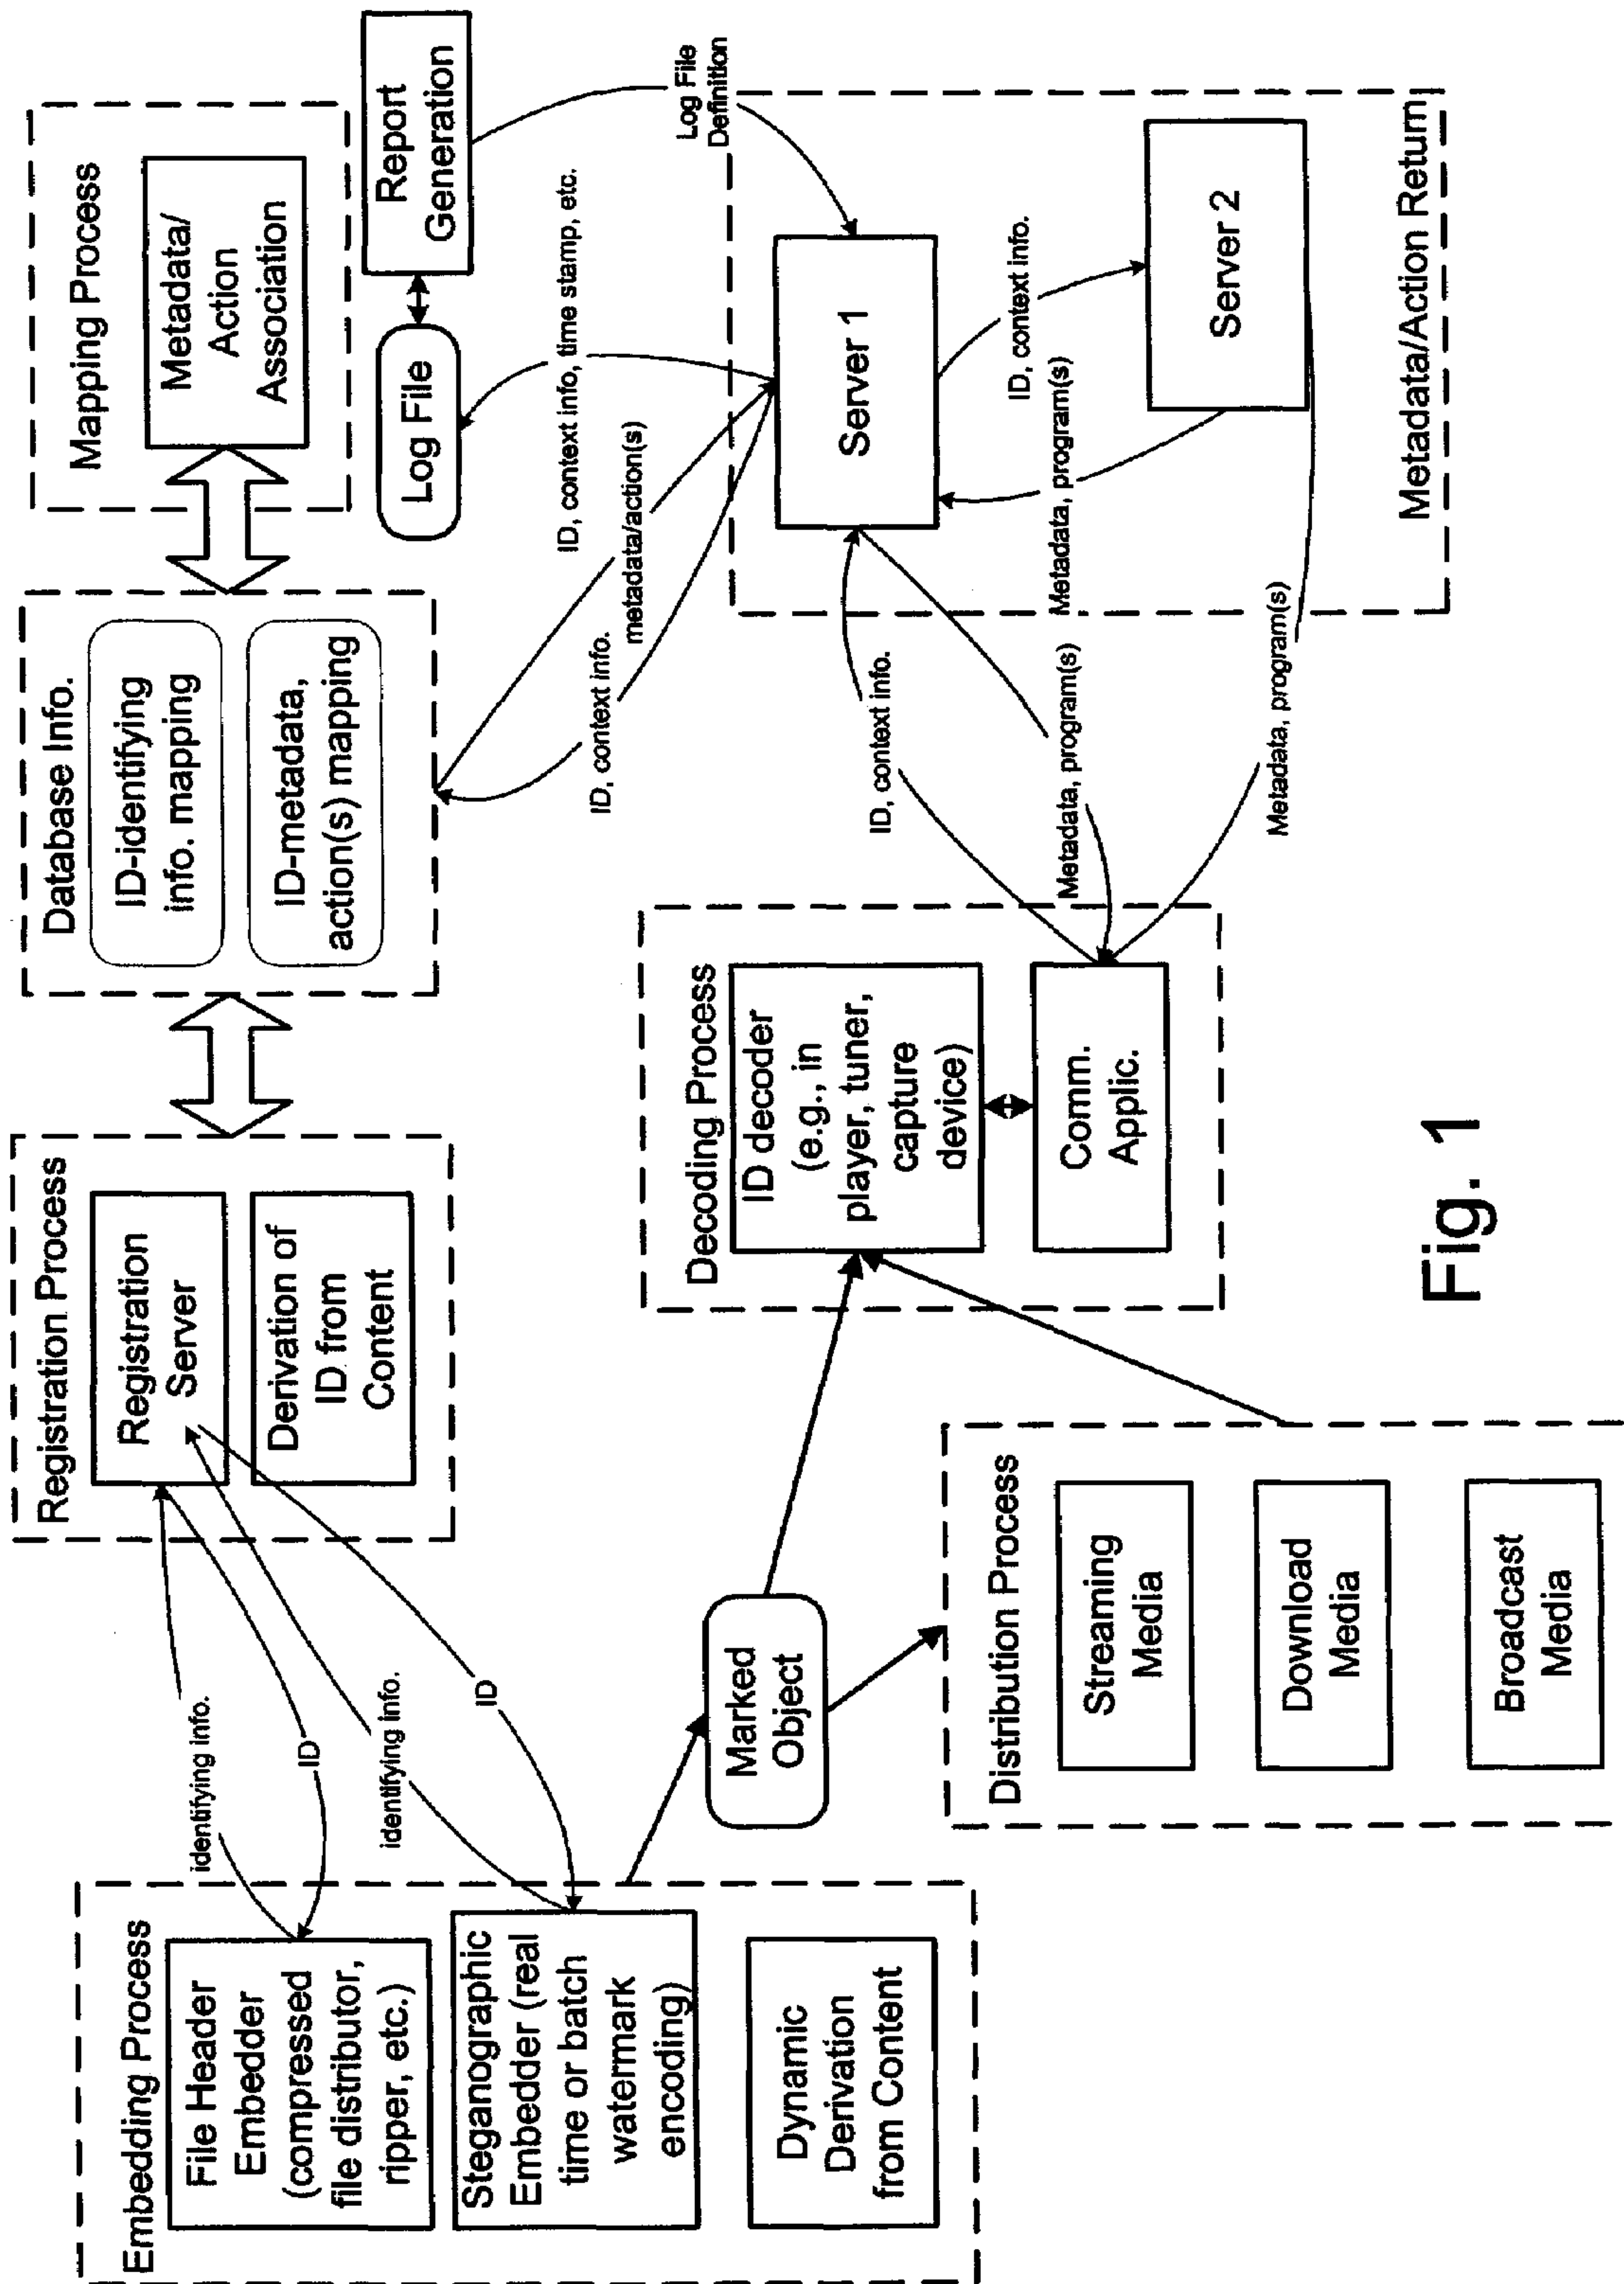 Embedding Process
File Header
Embedder
(compressed
file distributor,
ripper, etc.)
Steganographic
Embedder (real
time or batch
watermark
encoding)
Dynamic
Derivation
from Content
identifying info.
ID
identifying info.
ID
Registration Process
Registration
Server
Derivation of
ID from
Content
Database Info.
ID-identifying
info. mapping
ID-metadata,
action(s) mapping
Mapping Process
Metadata/
Action
Association
Log File
Report
Generation
Log File
Definition
ID, context info, time stamp, etc.
metadata/action(s)
ID, context info.
Marked
Object
Distribution Process
Streaming
Media
Download
Media
Broadcast
Media
Decoding Process
ID decoder
(e.g., in
player, tuner,
capture
device)
Comm.
Applic.
ID, context info.
Metadata, program(s)
Metadata, program(s)
Server 1
ID, context info.
Metadata, program(s)
Server 2
Metadata/Action Return
Fig. 1